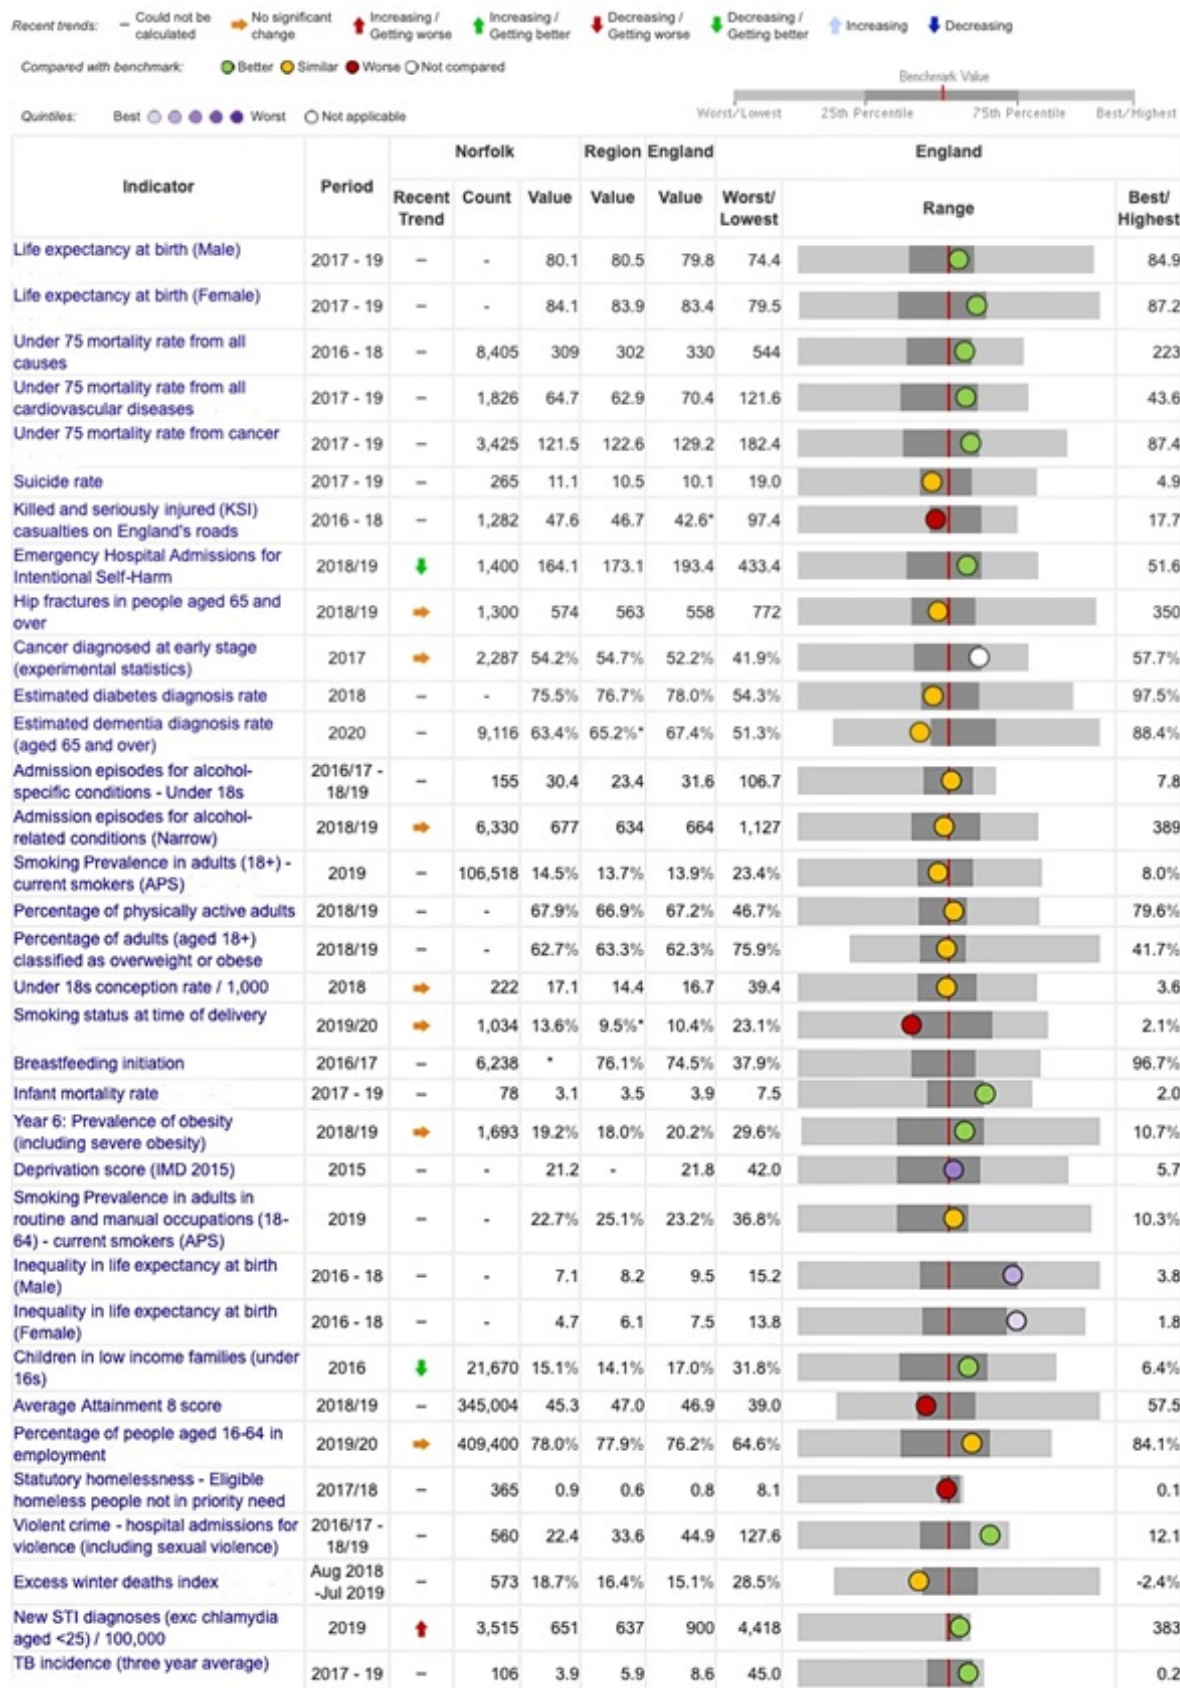 Recent trends: – Could not be calculated No significant change Increasing / Getting worse Increasing / Getting better Decreasing / Getting worse Decreasing / Getting better Increasing Decreasing
Compared with benchmark: Better Similar Worse Not compared
Benchmark Value
Quintiles: Best Worst Not applicable
Worst/Lowest 25th Percentile 75th Percentile Best/Highest
Norfolk Region England England
Indicator Period Recent Trend Count Value Value Value Worst/ Lowest Range Best/ Highest
Life expectancy at birth (Male) 2017 - 19 – - 80.1 80.5 79.8 74.4 84.9
Life expectancy at birth (Female) 2017 - 19 – - 84.1 83.9 83.4 79.5 87.2
Under 75 mortality rate from all causes 2016 - 18 – 8,405 309 302 330 544 223
Under 75 mortality rate from all cardiovascular diseases 2017 - 19 – 1,826 64.7 62.9 70.4 121.6 43.6
Under 75 mortality rate from cancer 2017 - 19 – 3,425 121.5 122.6 129.2 182.4 87.4
Suicide rate 2017 - 19 – 265 11.1 10.5 10.1 19.0 4.9
Killed and seriously injured (KSI) casualties on England's roads 2016 - 18 – 1,282 47.6 46.7 42.6* 97.4 17.7
Emergency Hospital Admissions for Intentional Self-Harm 2018/19 1,400 164.1 173.1 193.4 433.4 51.6
Hip fractures in people aged 65 and over 2018/19 1,300 574 563 558 772 350
Cancer diagnosed at early stage (experimental statistics) 2017 2,287 54.2% 54.7% 52.2% 41.9% 57.7%
Estimated diabetes diagnosis rate 2018 – - 75.5% 76.7% 78.0% 54.3% 97.5%
Estimated dementia diagnosis rate (aged 65 and over) 2020 – 9,116 63.4% 65.2%* 67.4% 51.3% 88.4%
Admission episodes for alcohol-specific conditions - Under 18s 2016/17 - 18/19 – 155 30.4 23.4 31.6 106.7 7.8
Admission episodes for alcohol-related conditions (Narrow) 2018/19 6,330 677 634 664 1,127 389
Smoking Prevalence in adults (18+) - current smokers (APS) 2019 – 106,518 14.5% 13.7% 13.9% 23.4% 8.0%
Percentage of physically active adults 2018/19 – - 67.9% 66.9% 67.2% 46.7% 79.6%
Percentage of adults (aged 18+) classified as overweight or obese 2018/19 – - 62.7% 63.3% 62.3% 75.9% 41.7%
Under 18s conception rate / 1,000 2018 222 17.1 14.4 16.7 39.4 3.6
Smoking status at time of delivery 2019/20 1,034 13.6% 9.5%* 10.4% 23.1% 2.1%
Breastfeeding initiation 2016/17 – 6,238 * 76.1% 74.5% 37.9% 96.7%
Infant mortality rate 2017 - 19 – 78 3.1 3.5 3.9 7.5 2.0
Year 6: Prevalence of obesity (including severe obesity) 2018/19 1,693 19.2% 18.0% 20.2% 29.6% 10.7%
Deprivation score (IMD 2015) 2015 – - 21.2 - 21.8 42.0 5.7
Smoking Prevalence in adults in routine and manual occupations (18-64) - current smokers (APS) 2019 – - 22.7% 25.1% 23.2% 36.8% 10.3%
Inequality in life expectancy at birth (Male) 2016 - 18 – - 7.1 8.2 9.5 15.2 3.8
Inequality in life expectancy at birth (Female) 2016 - 18 – - 4.7 6.1 7.5 13.8 1.8
Children in low income families (under 16s) 2016 21,670 15.1% 14.1% 17.0% 31.8% 6.4%
Average Attainment 8 score 2018/19 – 345,004 45.3 47.0 46.9 39.0 57.5
Percentage of people aged 16-64 in employment 2019/20 409,400 78.0% 77.9% 76.2% 64.6% 84.1%
Statutory homelessness - Eligible homeless people not in priority need 2017/18 – 365 0.9 0.6 0.8 8.1 0.1
Violent crime - hospital admissions for violence (including sexual violence) 2016/17 - 18/19 – 560 22.4 33.6 44.9 127.6 12.1
Excess winter deaths index Aug 2018 -Jul 2019 – 573 18.7% 16.4% 15.1% 28.5% -2.4%
New STI diagnoses (exc chlamydia aged <25) / 100,000 2019 3,515 651 637 900 4,418 383
TB incidence (three year average) 2017 - 19 – 106 3.9 5.9 8.6 45.0 0.2